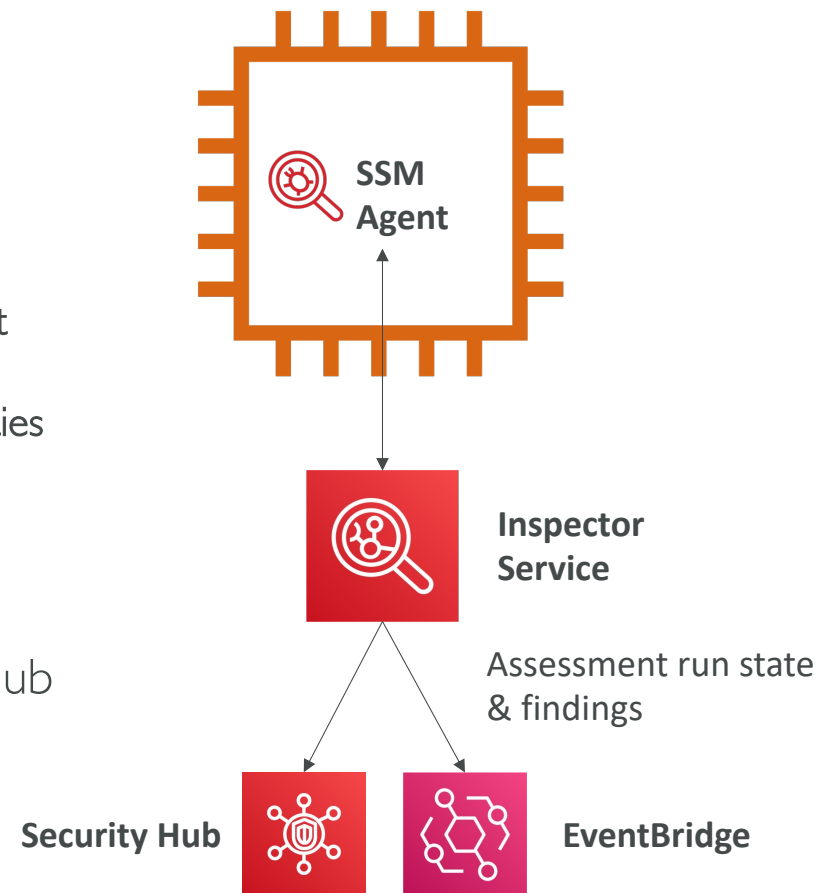 SSM
Agent
t
ies
Inspector
Service
ub
Assessment run state
& findings
Security Hub
EventBridge